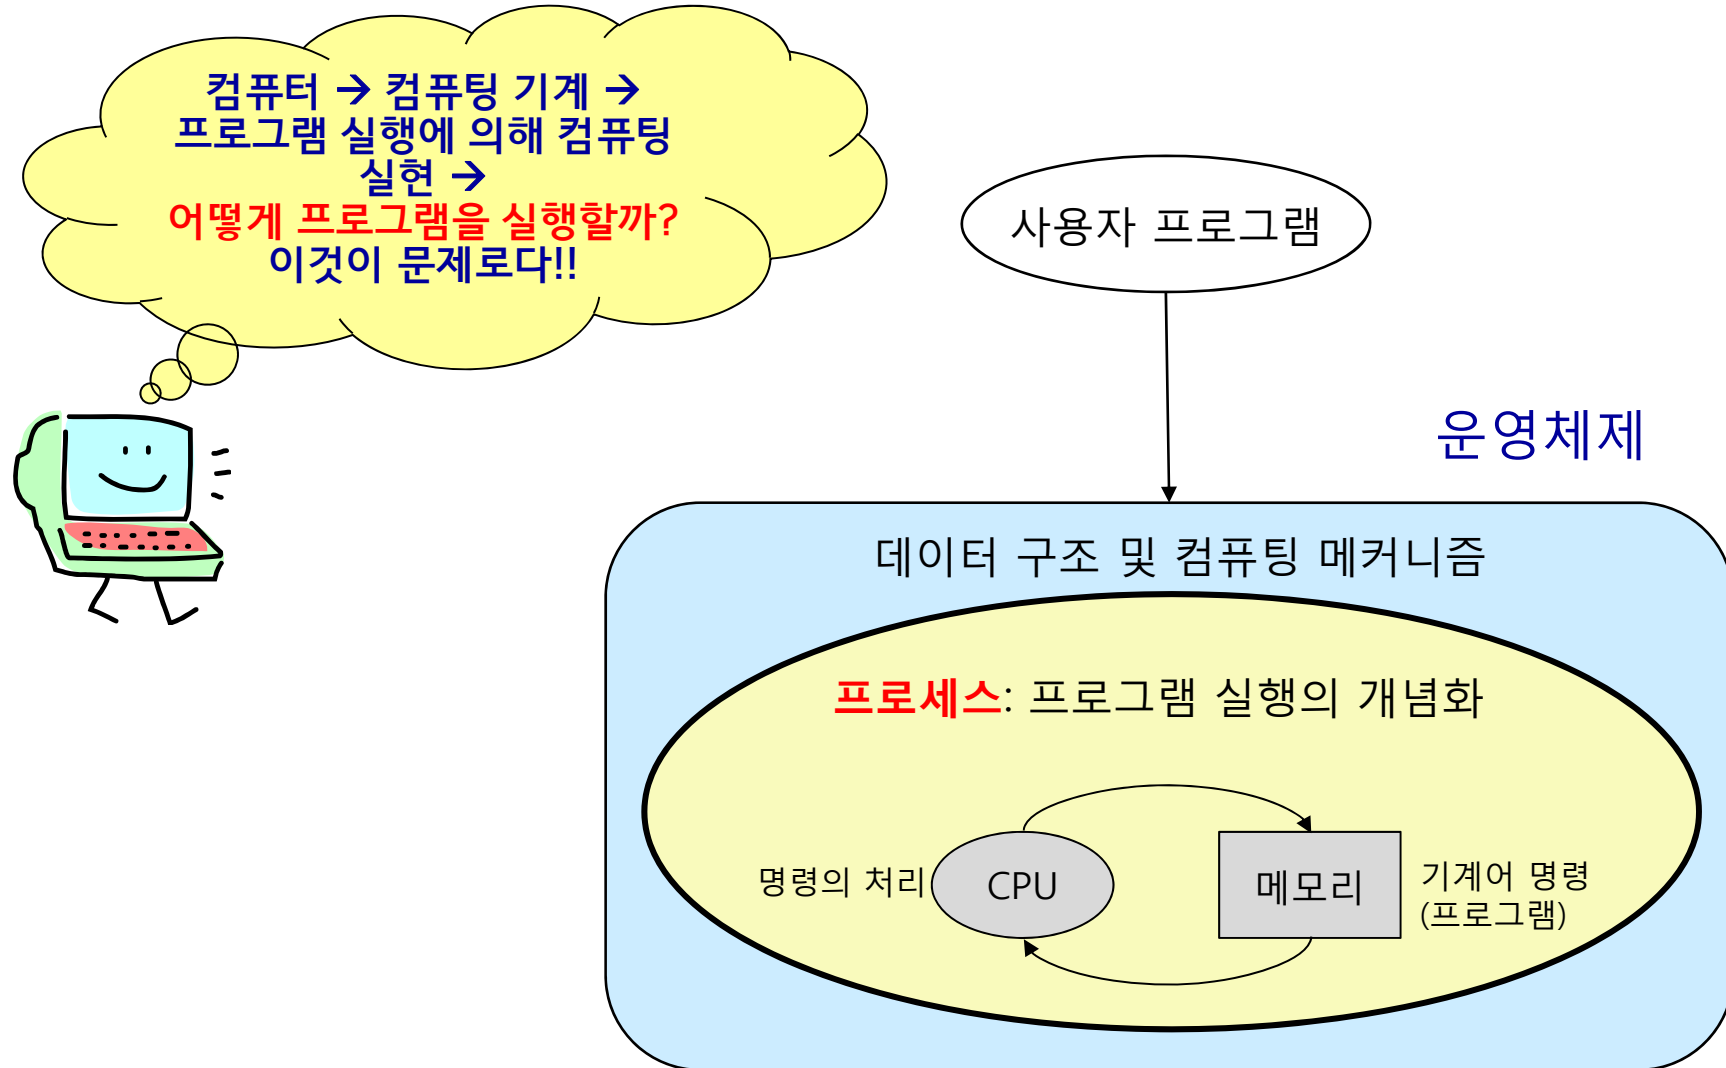 컴퓨터 → 컴퓨팅 기계 →
프로그램 실행에 의해 컴퓨팅
실현 →
어떻게 프로그램을 실행할까?
이것이 문제로다!!
사용자 프로그램
운영체제
데이터 구조 및 컴퓨팅 메커니즘
프로세스: 프로그램 실행의 개념화
명령의 처리
CPU
메모리
기계어 명령
(프로그램)